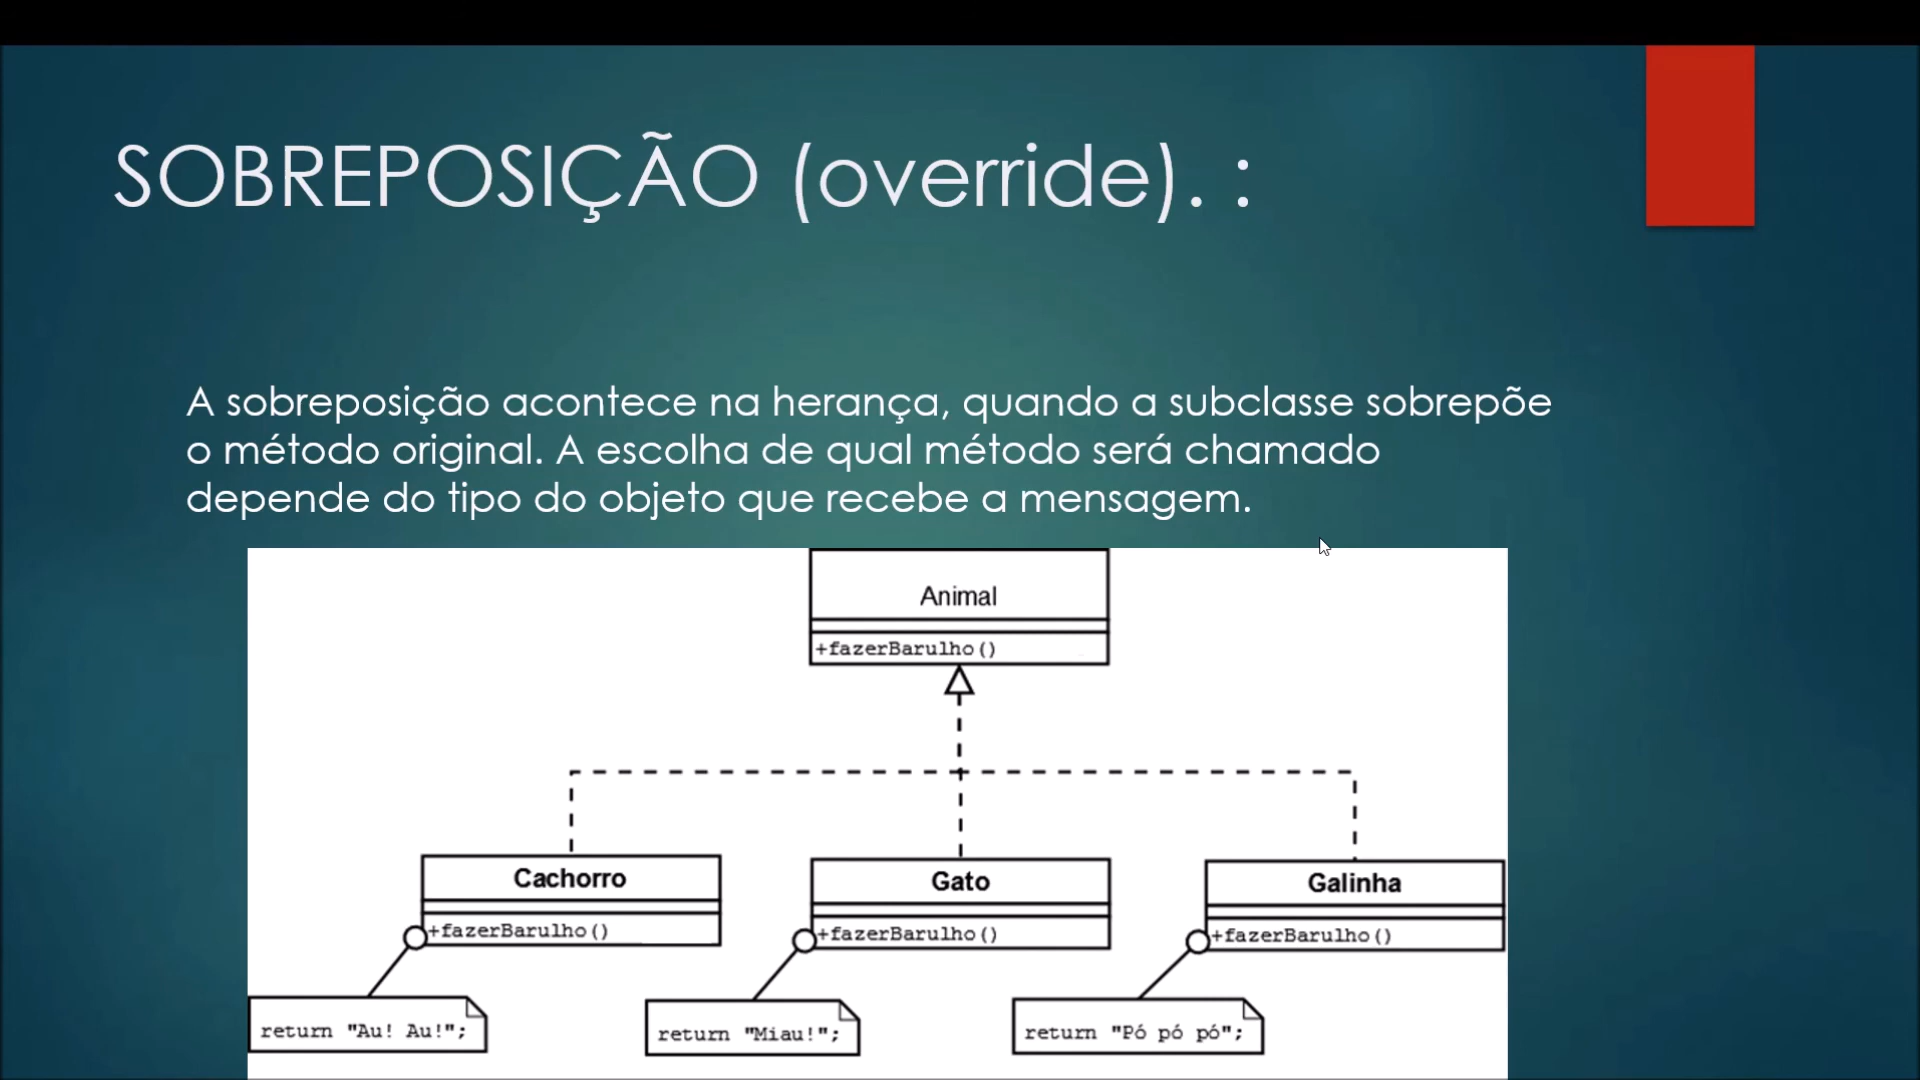 SOBREPOSIÇÃO (override). :
A sobreposição acontece na herança, quando a subclasse sobrepõe
o método original. A escolha de qual método será chamado
depende do tipo do objeto que recebe a mensagem.
Animal
+fazerBarulho()
Cachorro
+fazerBarulho()
Gato
+fazerBarulho()
Galinha
+fazerBarulho()
return "Au! Au!";
return "Miau!";
return "Pó pó pó";